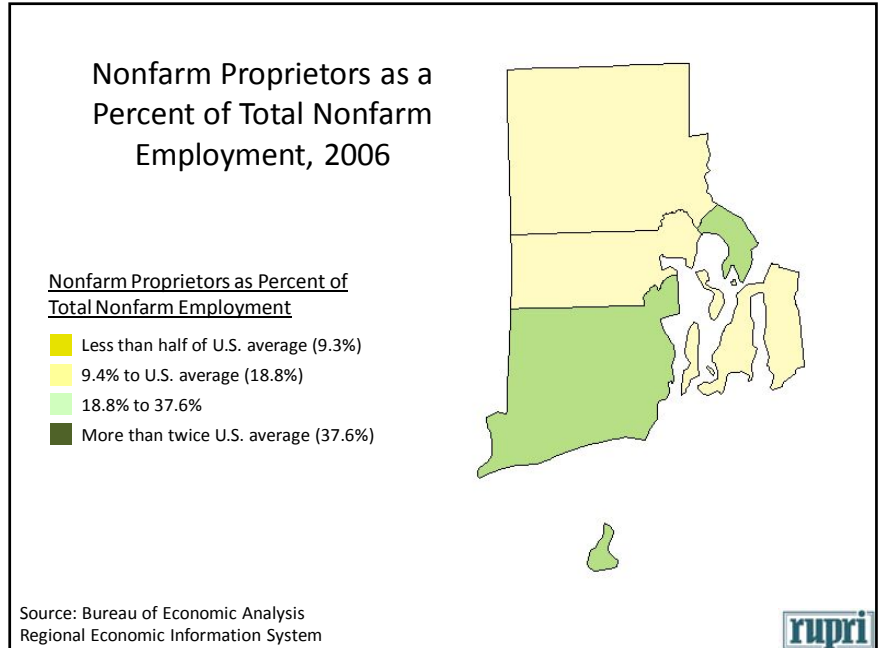 Nonfarm Proprietors as a
Percent of Total Nonfarm
Employment, 2006
Nonfarm Proprietors as Percent of
Total Nonfarm Employment
Less than half of U.S. average (9.3%)
9.4% to U.S. average (18.8%)
18.8% to 37.6%
More than twice U.S. average (37.6%)
Source: Bureau of Economic Analysis
Regional Economic Information System
rupri